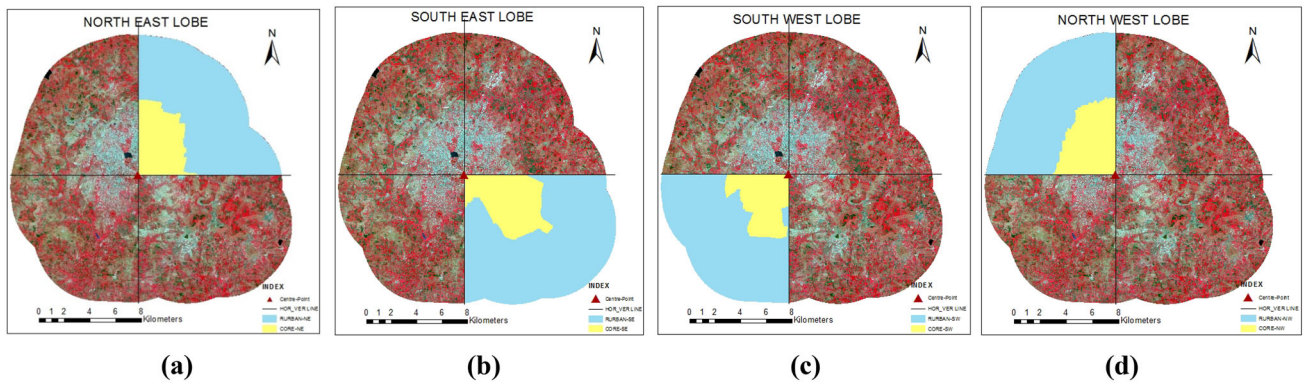 NORTH EAST LOBE
N
INDEX
Centre-Point
HOR_VER LINE
RURBAN-NE
CORE-NE
0 1 2 4 6 8
Kilometers
(a)
SOUTH EAST LOBE
N
INDEX
Centre-Point
HOR_VER LINE
RURBAN-SE
CORE-SE
0 1 2 4 6 8
Kilometers
(b)
SOUTH WEST LOBE
N
INDEX
Centre-Point
HOR_VER LINE
RURBAN-SW
CORE-SW
0 1 2 4 6 8
Kilometers
(c)
NORTH WEST LOBE
N
INDEX
Centre-Point
HOR_VER LINE
RURBAN-NW
CORE-NW
0 1 2 4 6 8
Kilometers
(d)